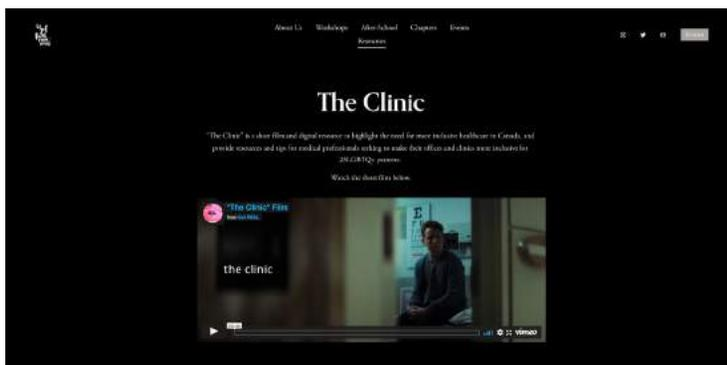 About Us Workshops After-School Chapters Events
Resources
The Clinic
"The Clinic" is a short film and digital resource to highlight the need for more inclusive healthcare in Canada, and
provide resources and tips for medical professionals seeking to make their offices and clinics more inclusive for
2SLGBTQ+ patients.
Watch the short film below.
"The Clinic" Film
from
the clinic
vimeo